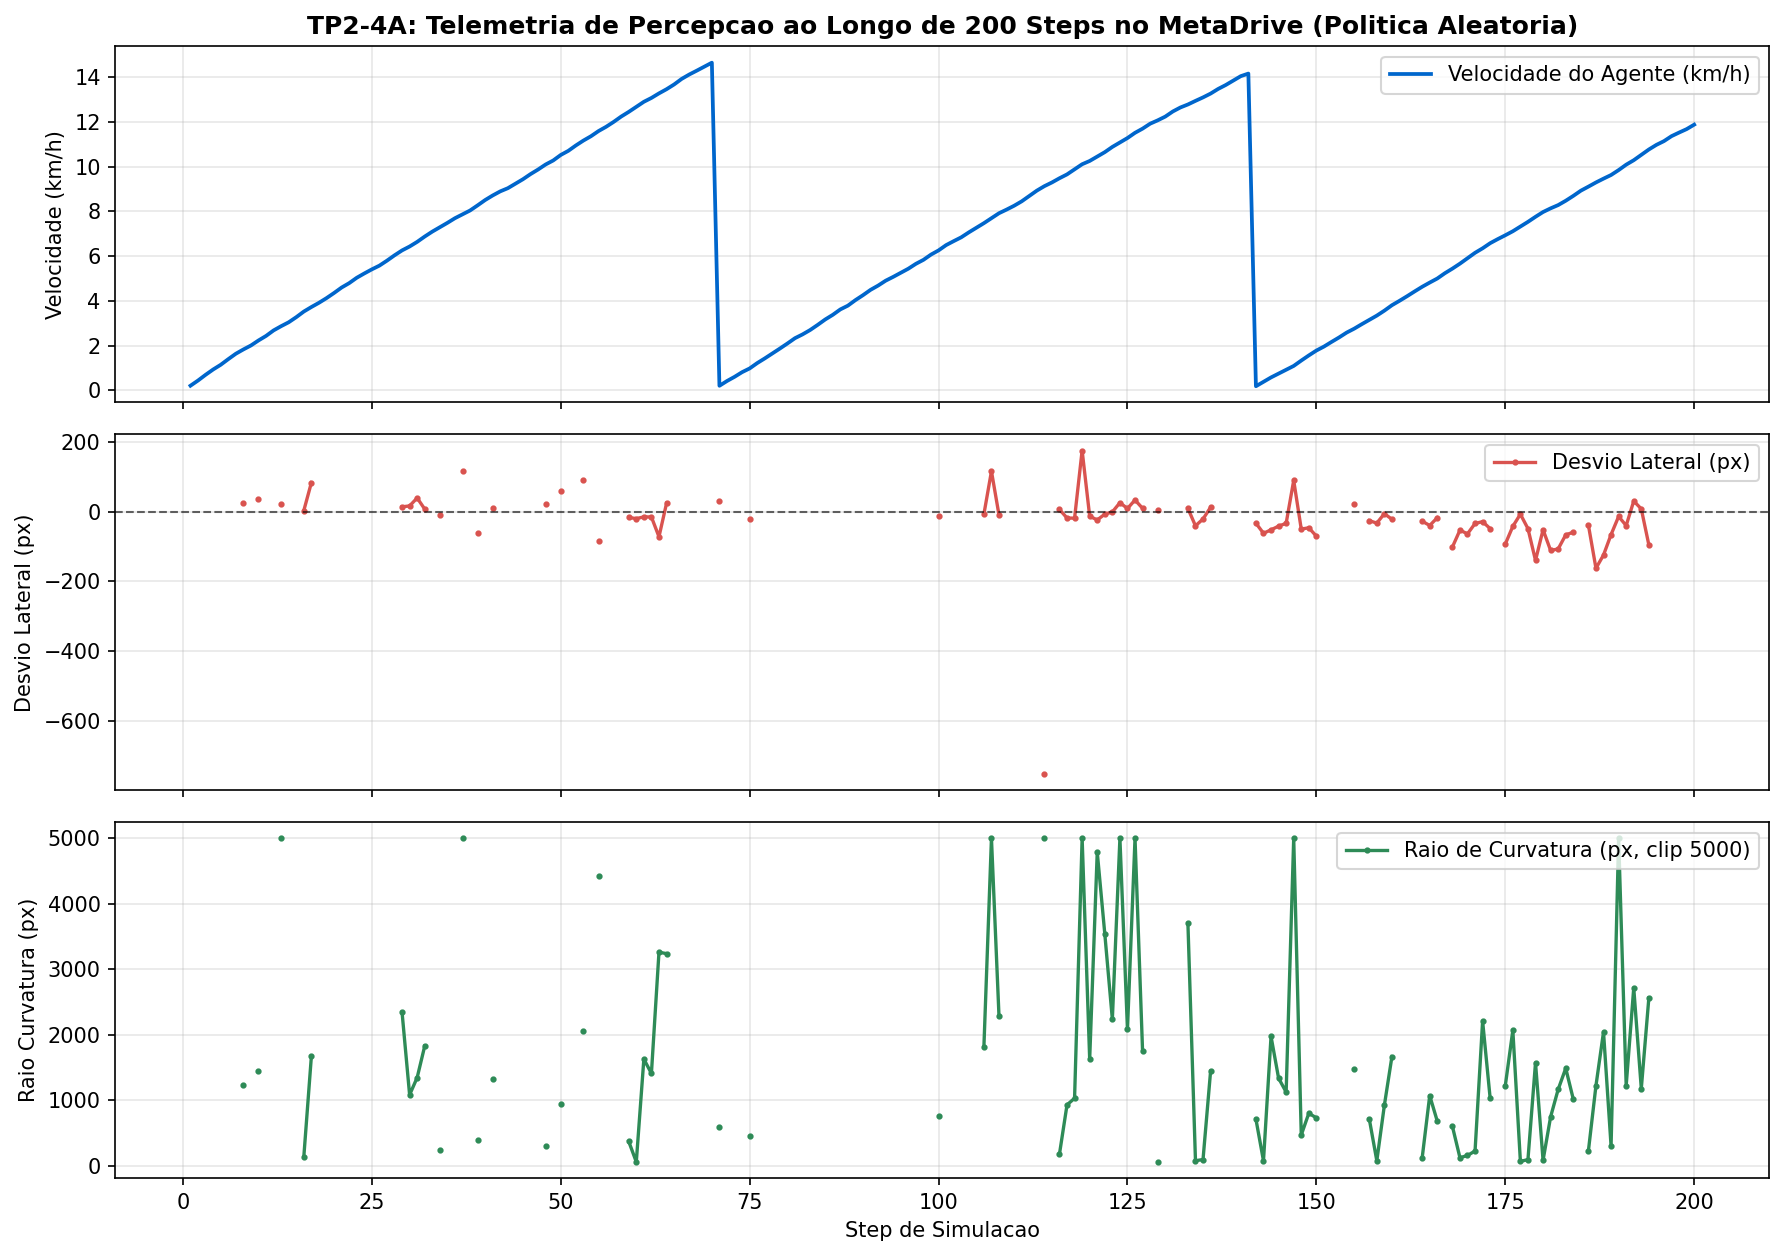 TP2-4A: Telemetria de Percepcao ao Longo de 200 Steps no MetaDrive (Politica Aleatoria)
Velocidade do Agente (km/h)
Velocidade (km/h)
14
12
10
8
6
4
2
0
Desvio Lateral (px)
Desvio Lateral (px)
200
0
−200
−400
−600
Raio de Curvatura (px, clip 5000)
Raio Curvatura (px)
5000
4000
3000
2000
1000
0
0 25 50 75 100 125 150 175 200
Step de Simulacao